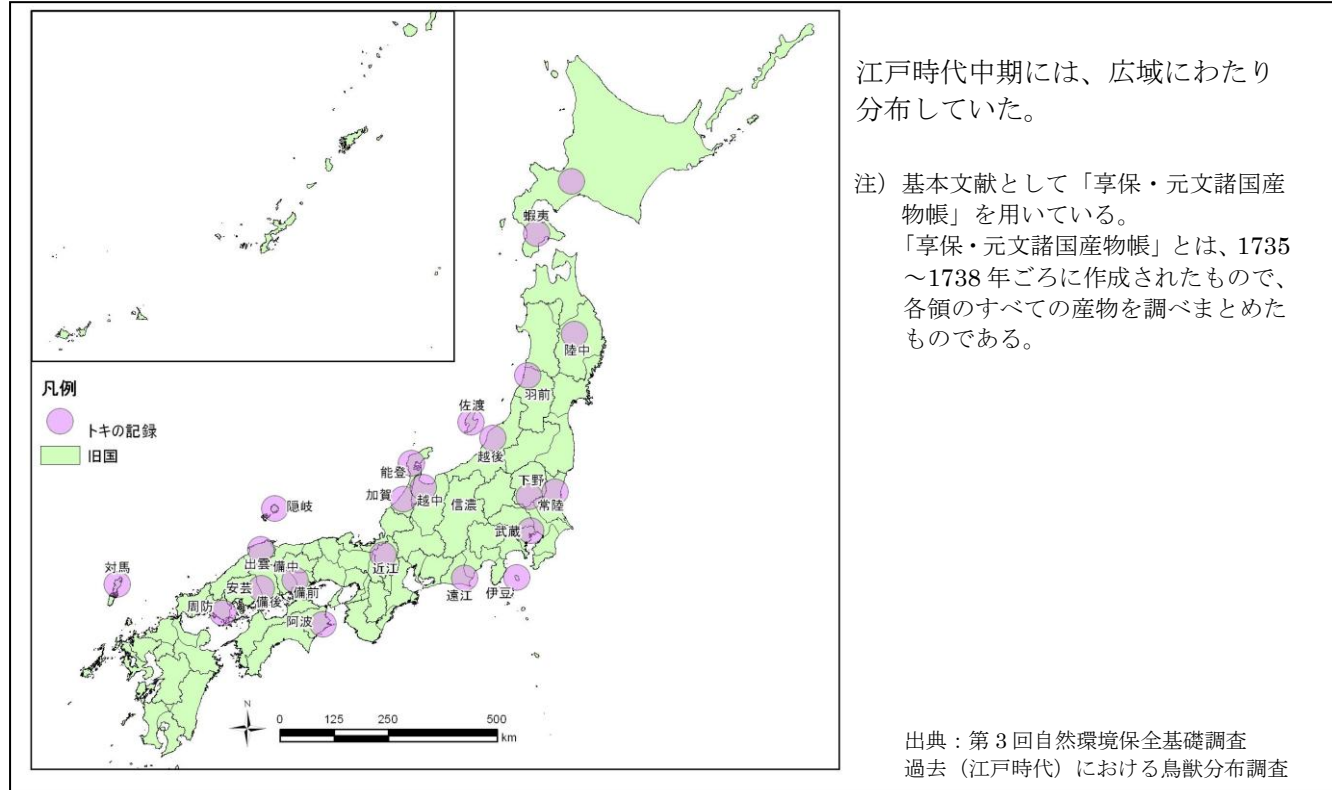 江戸時代中期には、広域にわたり
分布していた。
注）基本文献として「享保・元文諸国産
物帳」を用いている。
「享保・元文諸国産物帳」とは、1735
～1738 年ごろに作成されたもので、
各領のすべての産物を調べまとめた
ものである。
蝦夷
陸中
羽前
佐渡
越後
能登
加賀
越中
信濃
下野
常陸
武蔵
隠岐
出雲
備中
近江
対馬
安芸
備後
備前
遠江
伊豆
周防
阿波
凡例
トキの記録
旧国
N
0 125 250 500
km
出典：第 3 回自然環境保全基礎調査
過去（江戸時代）における鳥獣分布調査